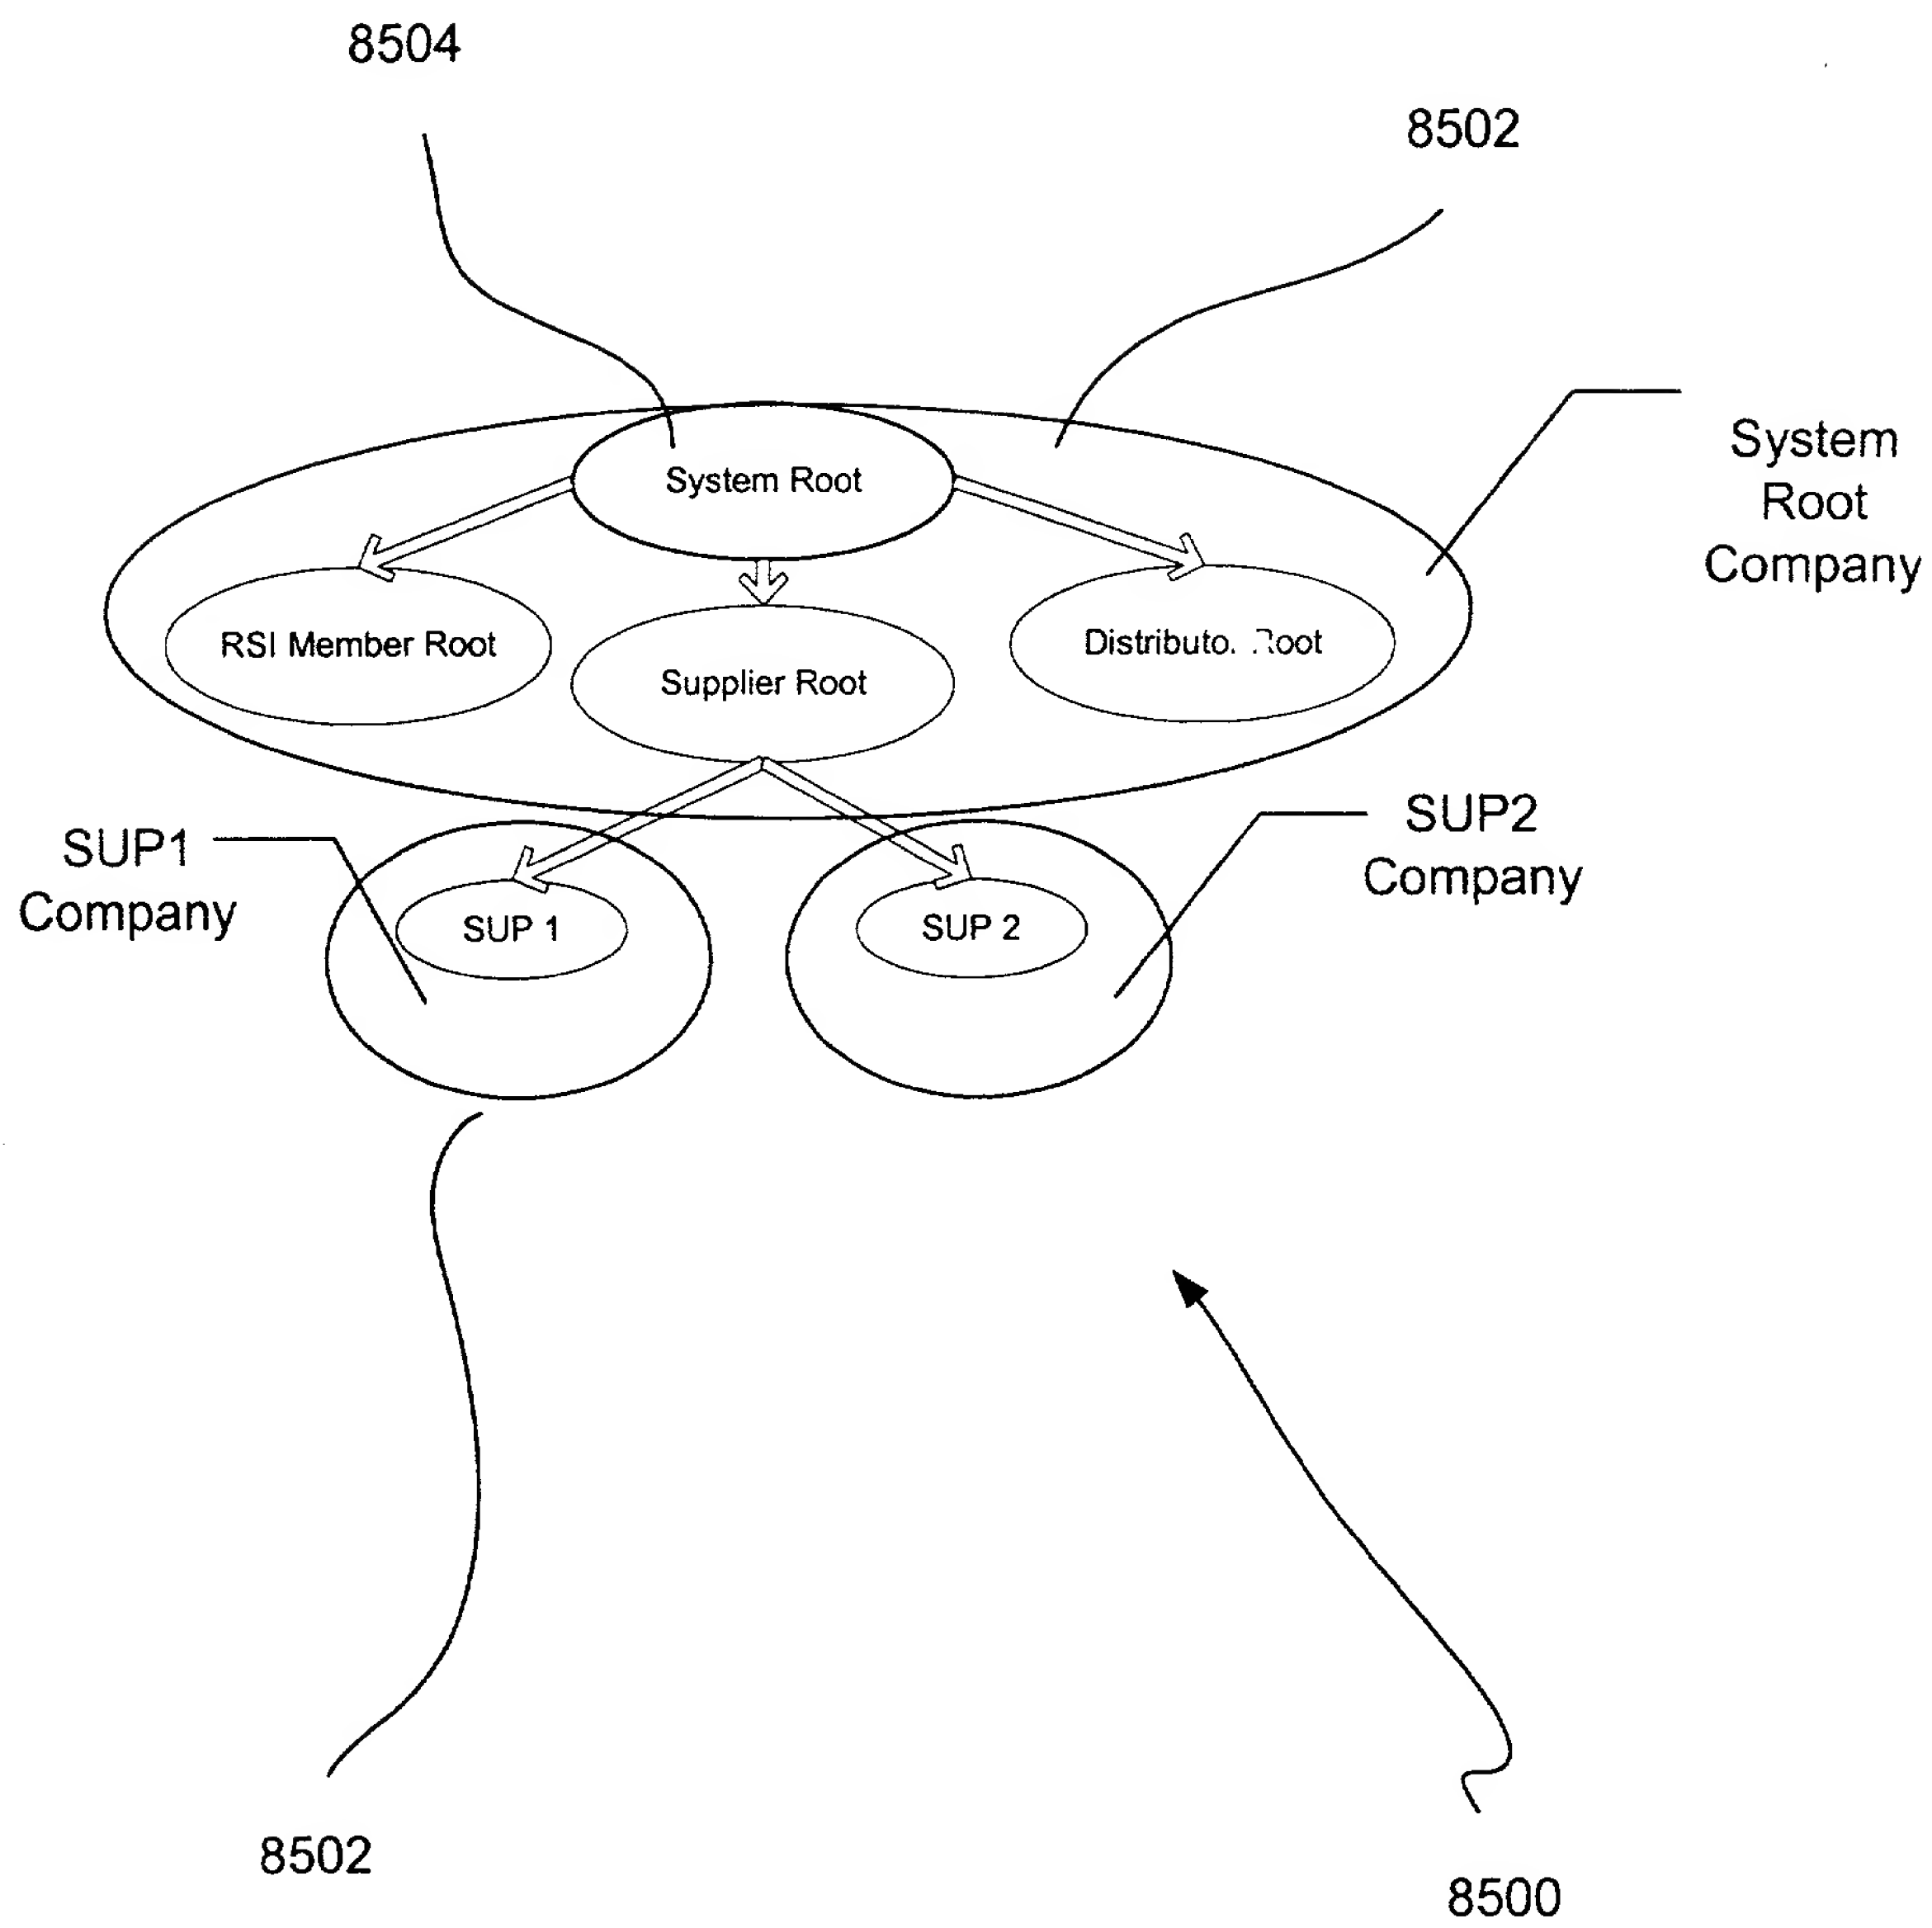 8504
8502
System
Root
Company
System Root
RSI Member Root
Supplier Root
SUP1
Company
SUP2
Company
SUP 1
SUP 2
8502
8500